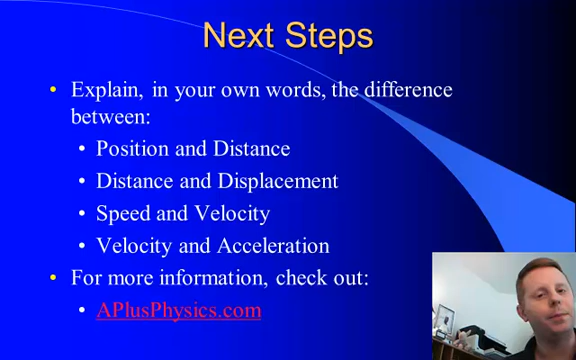 Next Steps
• Explain, in your own words, the difference
between:
• Position and Distance
• Distance and Displacement
• Speed and Velocity
• Velocity and Acceleration
• For more information, check out:
• APlusPhysics.com